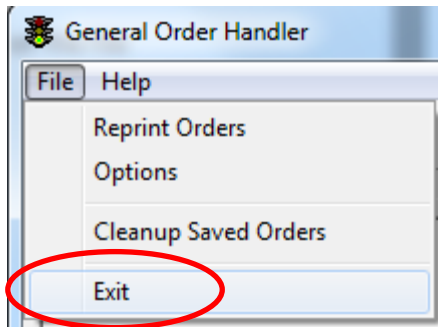 General Order Handler
File Help
Reprint Orders
Options
Cleanup Saved Orders
Exit